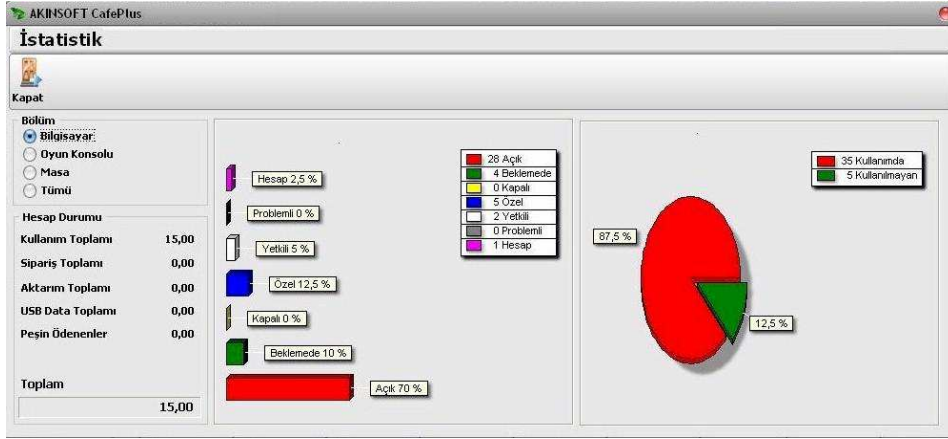 AKINSOFT CafePlus
İstatistik
Kapat
Bölüm
Bilgisayar
Oyun Konsolu
Masa
Tümü
Hesap Durumu
Kullanım Toplamı 15,00
Sipariş Toplamı 0,00
Aktarım Toplamı 0,00
USB Data Toplamı 0,00
Peşin Ödenenler 0,00
Toplam
15,00
Hesap 2,5 %
Problemli 0 %
Yetkili 5 %
Özel 12,5 %
Kapalı 0 %
Beklemede 10 %
Açık 70 %
28 Açık
4 Beklemede
0 Kapalı
5 Özel
2 Yetkili
0 Problemli
1 Hesap
35 Kullanımda
5 Kullanılmayan
87,5 %
12,5 %